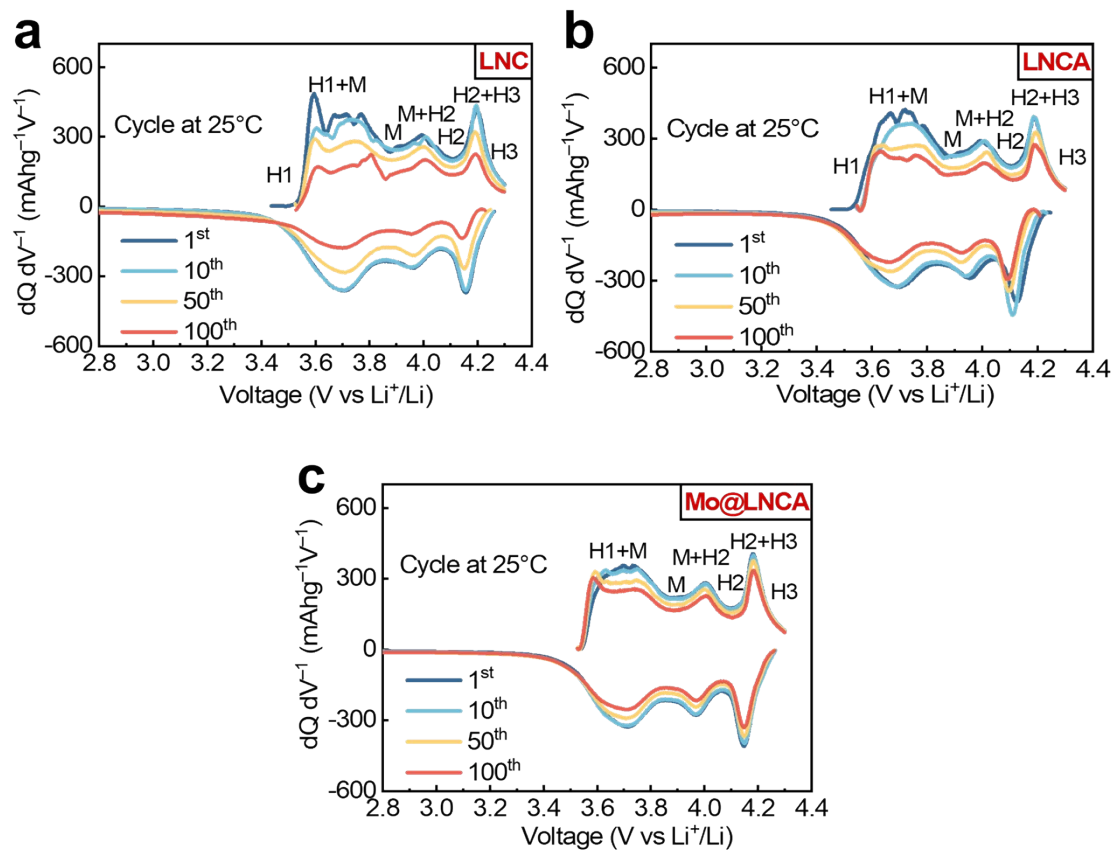 a
LNC
600
300
0
-300
-600
dQ dV⁻¹ (mAhg⁻¹V⁻¹)
Cycle at 25°C
H1
H1+M
M
M+H2
H2
H2+H3
H3
1st
10th
50th
100th
2.8 3.0 3.2 3.4 3.6 3.8 4.0 4.2 4.4
Voltage (V vs Li⁺/Li)
b
LNCA
600
300
0
-300
-600
dQ dV⁻¹ (mAhg⁻¹V⁻¹)
Cycle at 25°C
H1
H1+M
M
M+H2
H2
H2+H3
H3
1st
10th
50th
100th
2.8 3.0 3.2 3.4 3.6 3.8 4.0 4.2 4.4
Voltage (V vs Li⁺/Li)
c
Mo@LNCA
600
300
0
-300
-600
dQ dV⁻¹ (mAhg⁻¹V⁻¹)
Cycle at 25°C
H1+M
M
M+H2
H2
H2+H3
H3
1st
10th
50th
100th
2.8 3.0 3.2 3.4 3.6 3.8 4.0 4.2 4.4
Voltage (V vs Li⁺/Li)